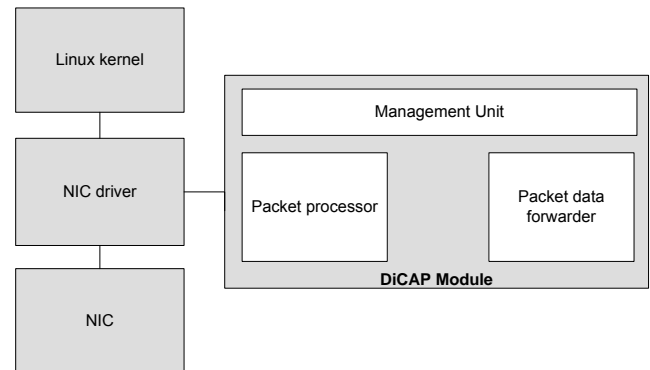 Linux kernel
Management Unit
NIC driver
Packet processor
Packet data
forwarder
DiCAP Module
NIC